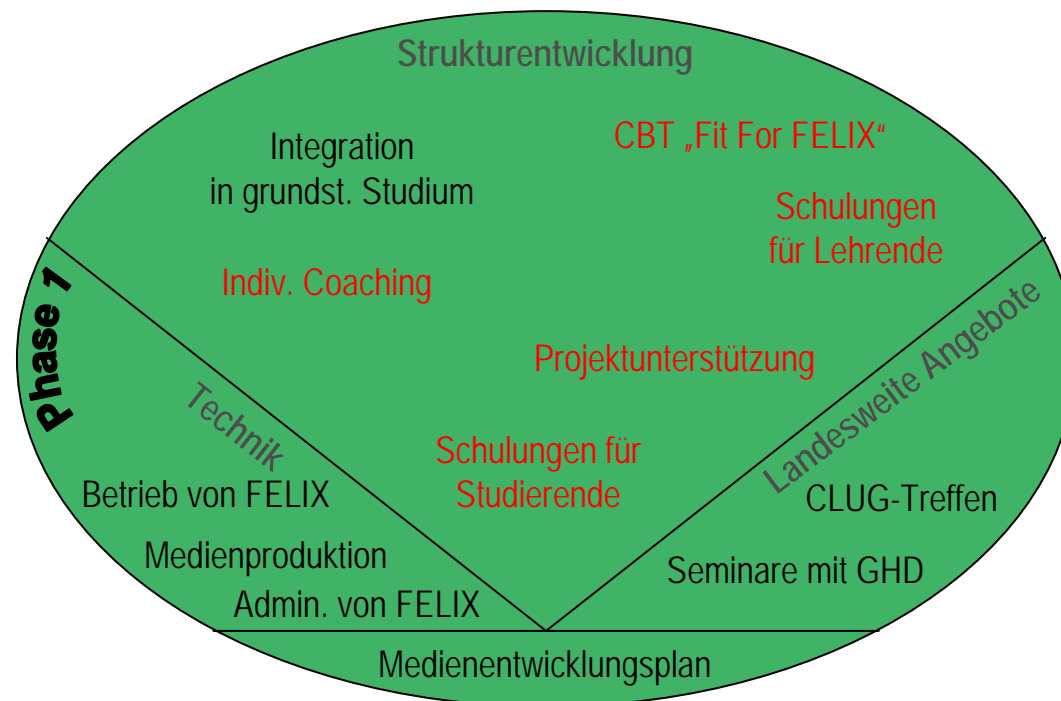 Strukturentwicklung
CBT „Fit For FELIX“
Integration
in grundst. Studium
Schulungen
für Lehrende
Indiv. Coaching
Phase 1
Projektunterstützung
Technik
Landesweite Angebote
Schulungen für
Studierende
Betrieb von FELIX
CLUG-Treffen
Medienproduktion
Seminare mit GHD
Admin. von FELIX
Medienentwicklungsplan